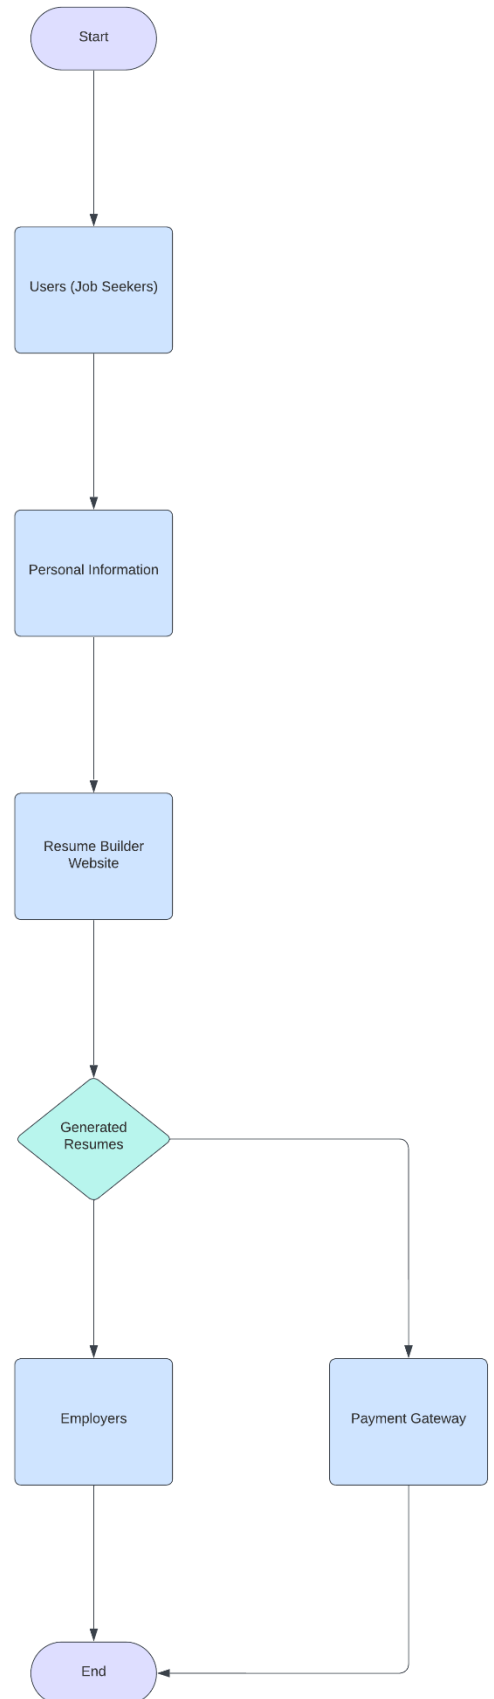 Start
Users (Job Seekers)
Personal Information
Resume Builder
Website
Generated
Resumes
Employers
Payment Gateway
End